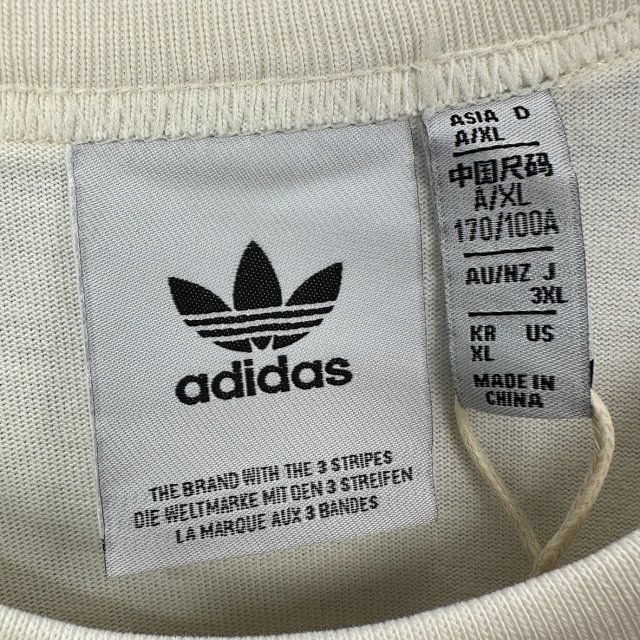 adidas
THE BRAND WITH THE 3 STRIPES
DIE WELTMARKE MIT DEN 3 STREIFEN
LA MARQUE AUX 3 BANDES
ASIA D
A/XL
中国尺码
A/XL
170/100A
AU/NZ J
3XL
KR US
XL
MADE IN
CHINA